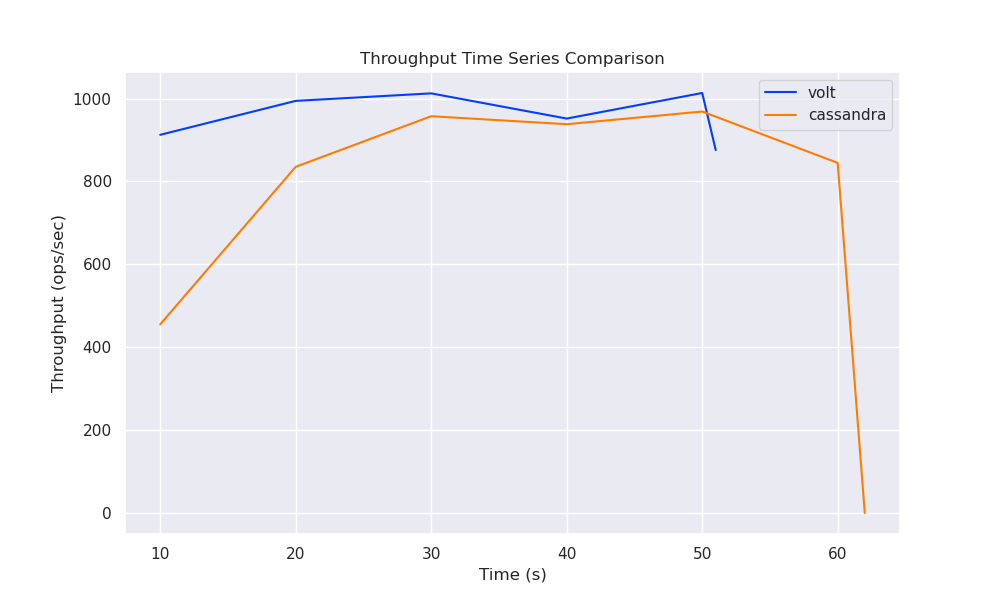 Throughput Time Series Comparison
volt
cassandra
Throughput (ops/sec)
1000
800
600
400
200
0
10 20 30 40 50 60
Time (s)